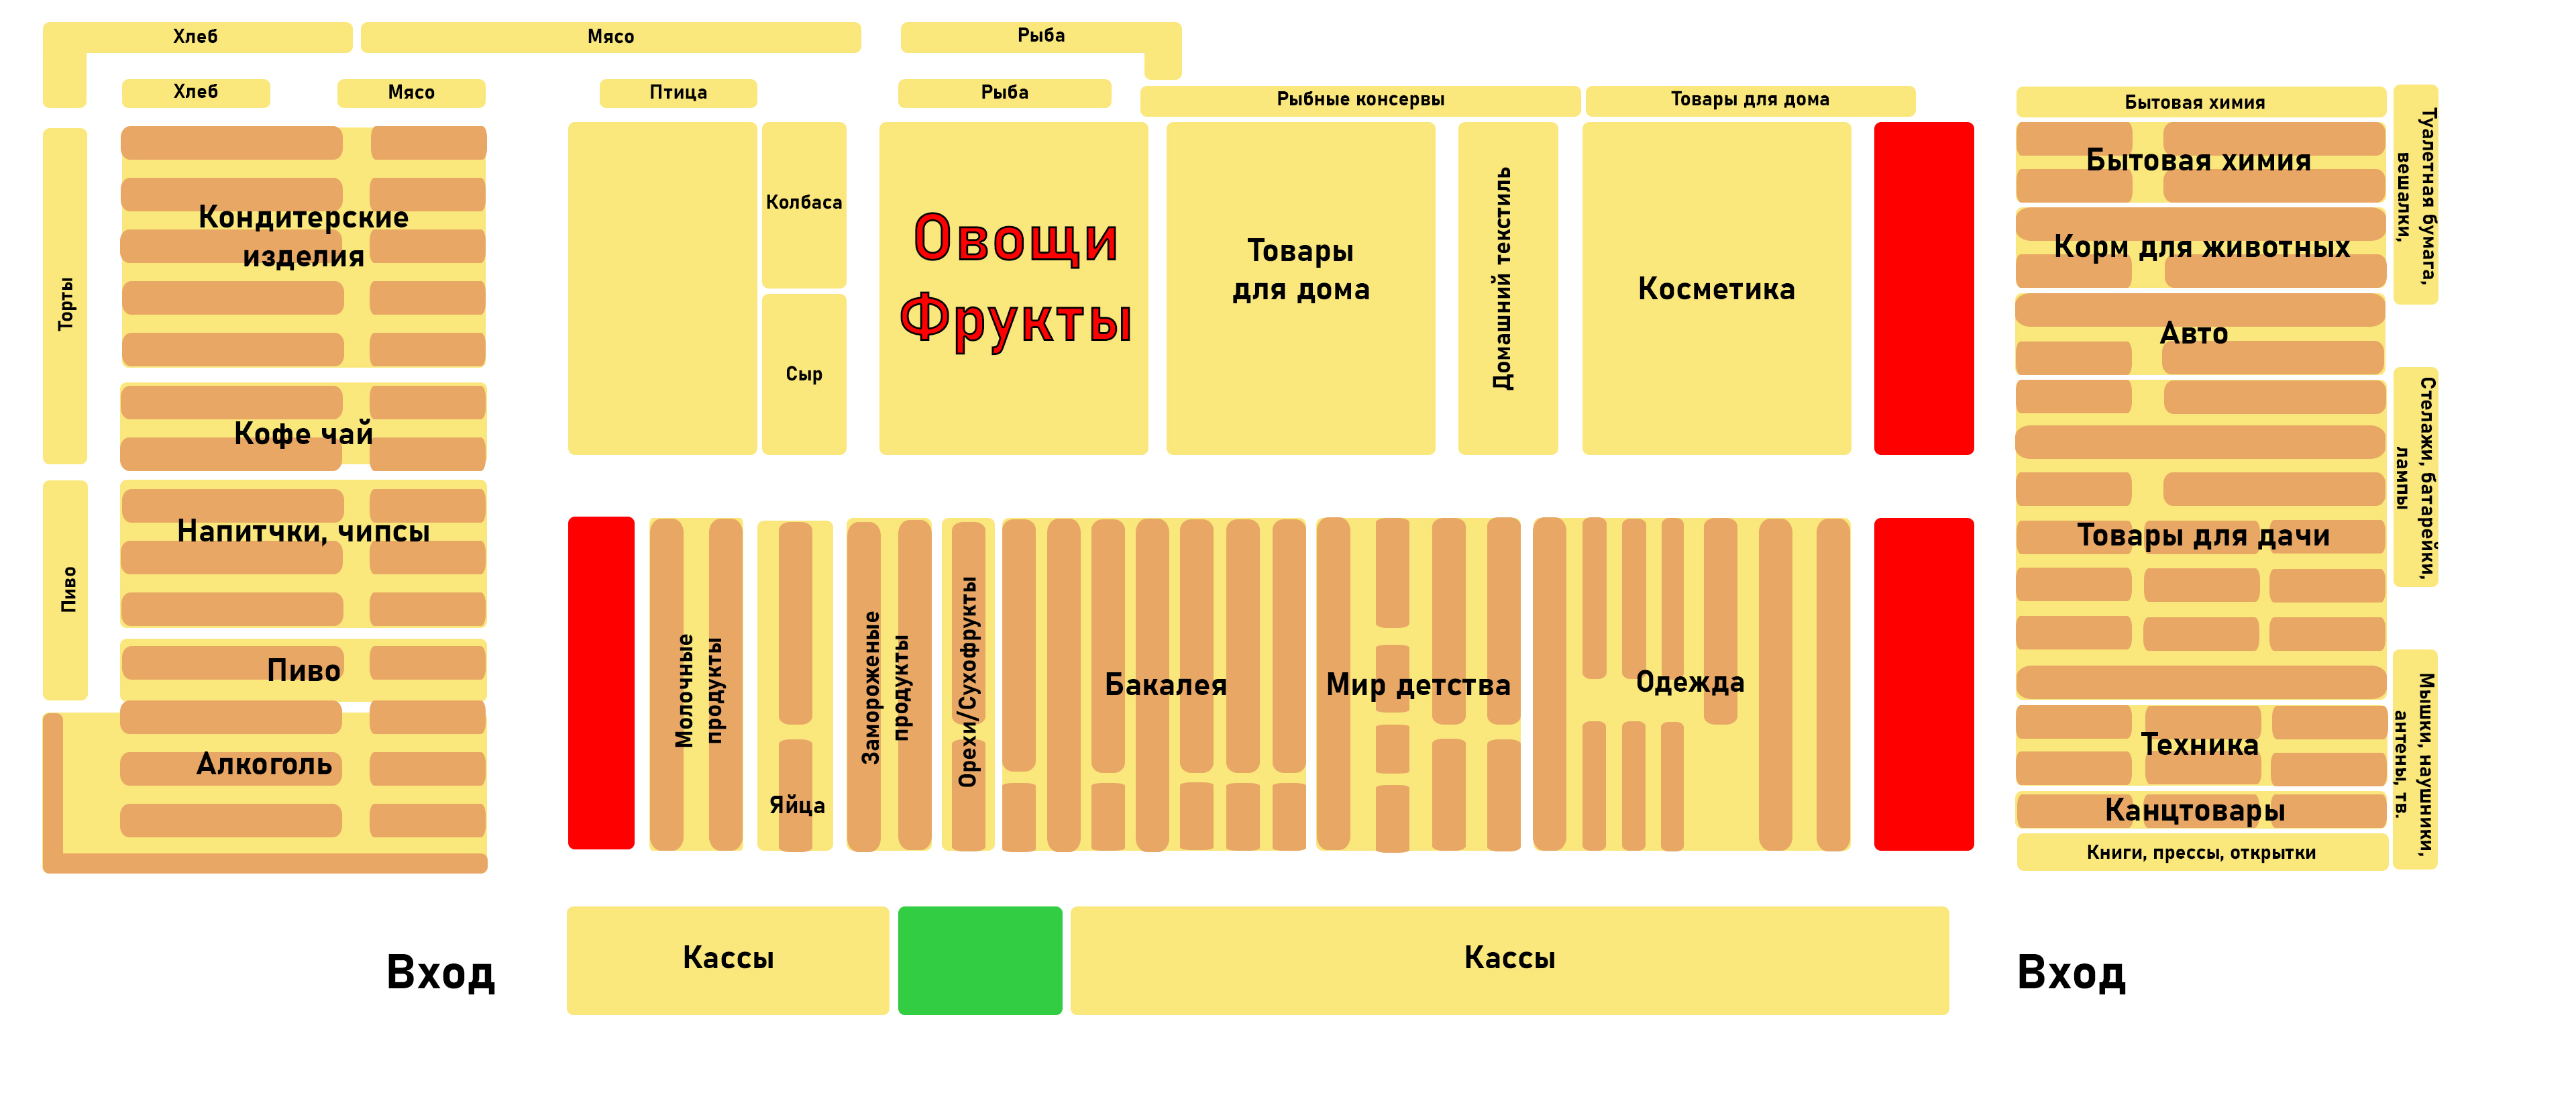 Хлеб
Мясо
Рыба
Хлеб
Мясо
Птица
Рыба
Рыбные консервы
Товары для дома
Бытовая химия
Туалетная бумага,
вешалки,
Торты
Кондитерские
изделия
Колбаса
Сыр
Овощи
Фрукты
Товары
для дома
Домашний текстиль
Косметика
Бытовая химия
Корм для животных
Авто
Стелажи, батарейки,
лампы
Кофе чай
Напитчки, чипсы
Пиво
Пиво
Алкоголь
Молочные
продукты
Яйца
Замороженые
продукты
Орехи/Сухофрукты
Бакалея
Мир детства
Одежда
Товары для дачи
Техника
Канцтовары
Книги, прессы, открытки
Мышки, наушники,
антены, тв.
Вход
Кассы
Кассы
Вход